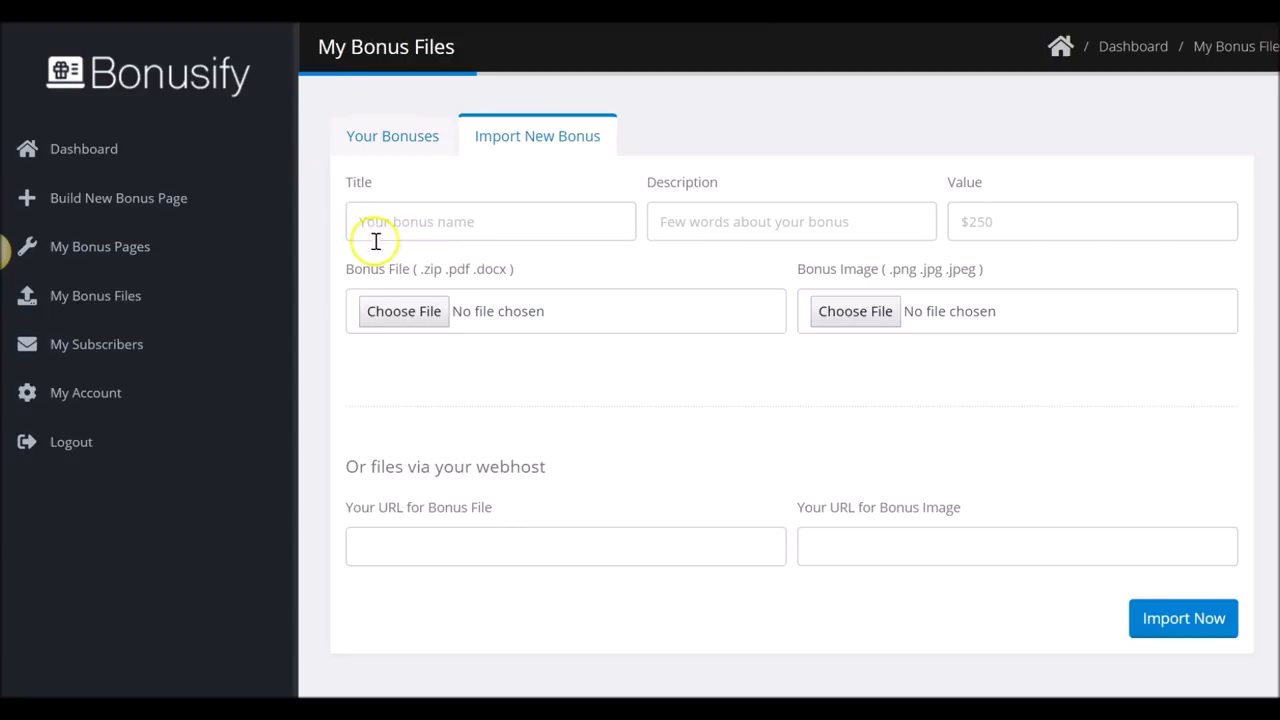 Bonusify
Dashboard
Build New Bonus Page
My Bonus Pages
My Bonus Files
My Subscribers
My Account
Logout
My Bonus Files
/ Dashboard / My Bonus File
Your Bonuses
Import New Bonus
Title
Description
Value
Your bonus name
Few words about your bonus
$250
Bonus File ( .zip .pdf .docx )
Bonus Image ( .png .jpg .jpeg )
Choose File No file chosen
Choose File No file chosen
Or files via your webhost
Your URL for Bonus File
Your URL for Bonus Image
Import Now